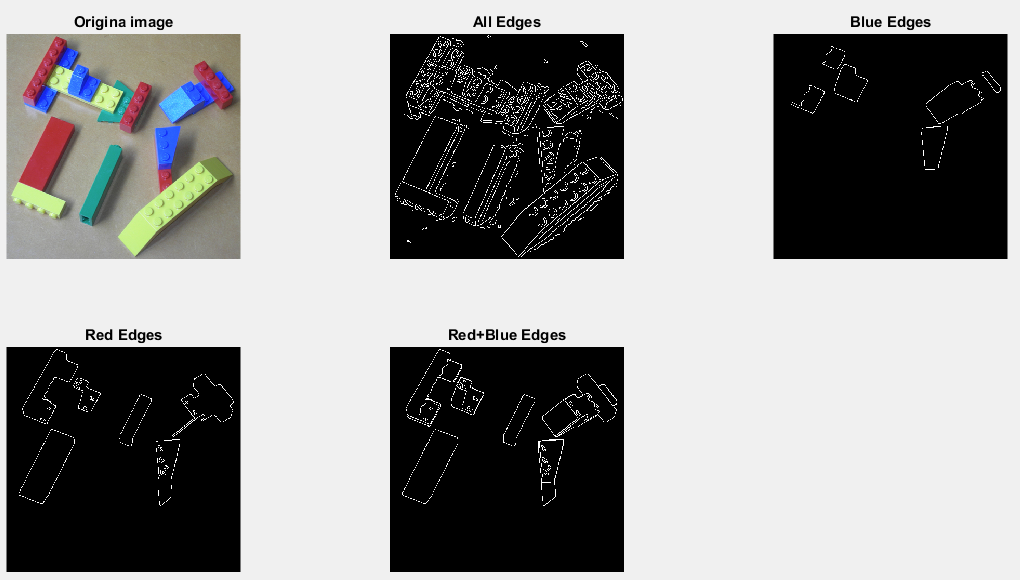 Origina image
All Edges
Blue Edges
Red Edges
Red+Blue Edges